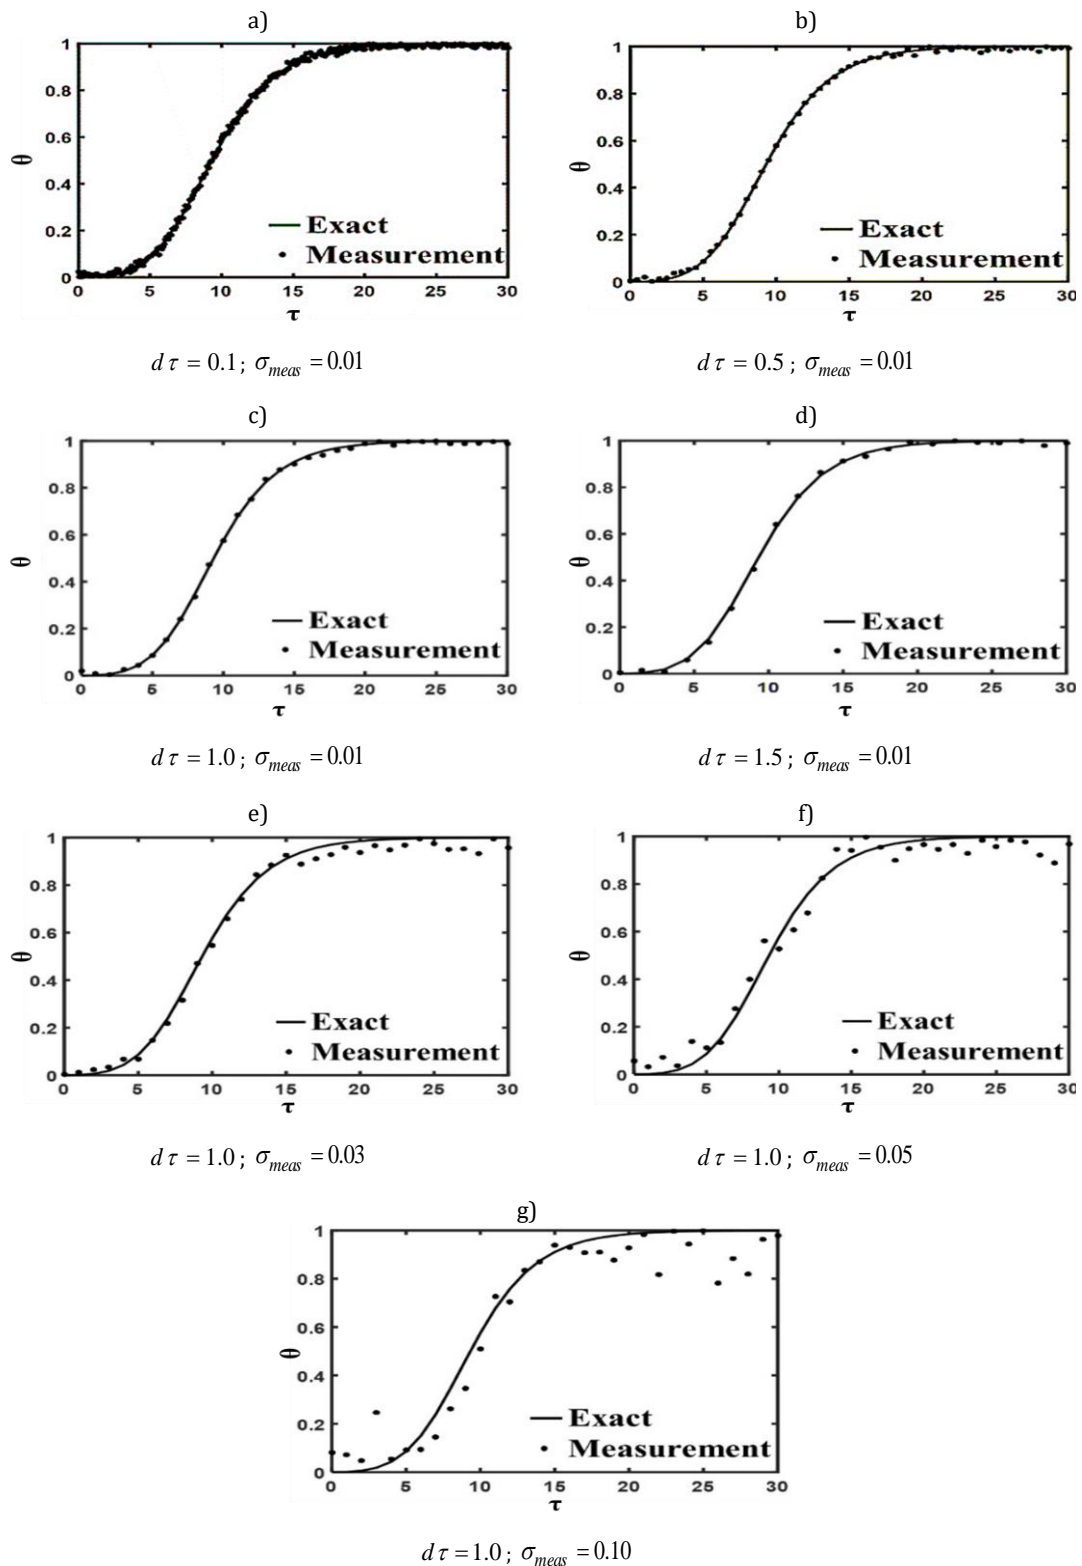 a)
1
0.8
0.6
θ
0.4
0.2
0
Exact
Measurement
0 5 10 15 20 25 30
τ
d τ = 0.1 ; σmeas = 0.01
b)
1
0.8
0.6
θ
0.4
0.2
0
Exact
Measurement
0 5 10 15 20 25 30
τ
d τ = 0.5 ; σmeas = 0.01
c)
1
0.8
0.6
θ
0.4
0.2
0
Exact
Measurement
0 5 10 15 20 25 30
τ
d τ = 1.0 ; σmeas = 0.01
d)
1
0.8
0.6
θ
0.4
0.2
0
Exact
Measurement
0 5 10 15 20 25 30
τ
d τ = 1.5 ; σmeas = 0.01
e)
1
0.8
0.6
θ
0.4
0.2
0
Exact
Measurement
0 5 10 15 20 25 30
τ
d τ = 1.0 ; σmeas = 0.03
f)
1
0.8
0.6
θ
0.4
0.2
0
Exact
Measurement
0 5 10 15 20 25 30
τ
d τ = 1.0 ; σmeas = 0.05
g)
1
0.8
0.6
θ
0.4
0.2
0
Exact
Measurement
0 5 10 15 20 25 30
τ
d τ = 1.0 ; σmeas = 0.10